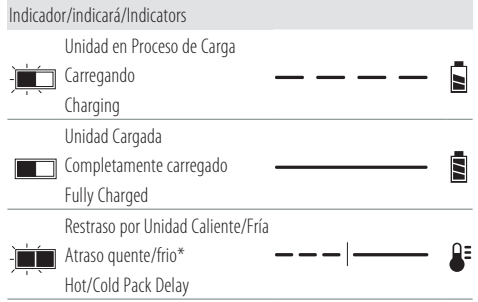 Indicador/indicará/Indicators
Unidad en Proceso de Carga
Carregando
Charging
Unidad Cargada
Completamente carregado
Fully Charged
Restraso por Unidad Caliente/Fría
Atraso quente/frio*
Hot/Cold Pack Delay